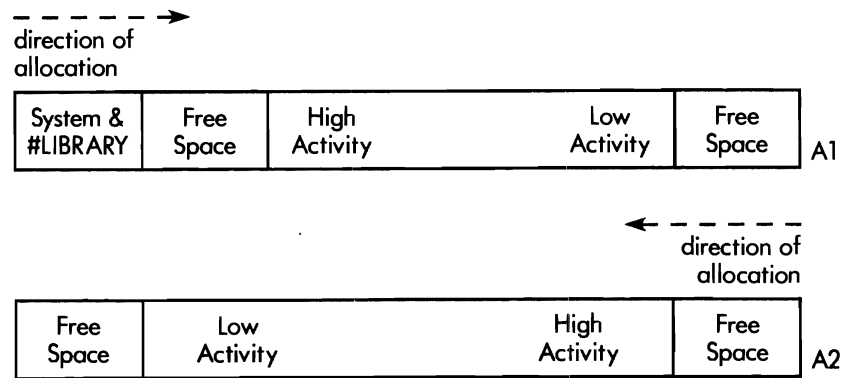 direction of
allocation
System & Free High Low Free
#LIBRARY Space Activity Activity Space A1
direction of
allocation
Free Low High Free
Space Activity Activity Space A2